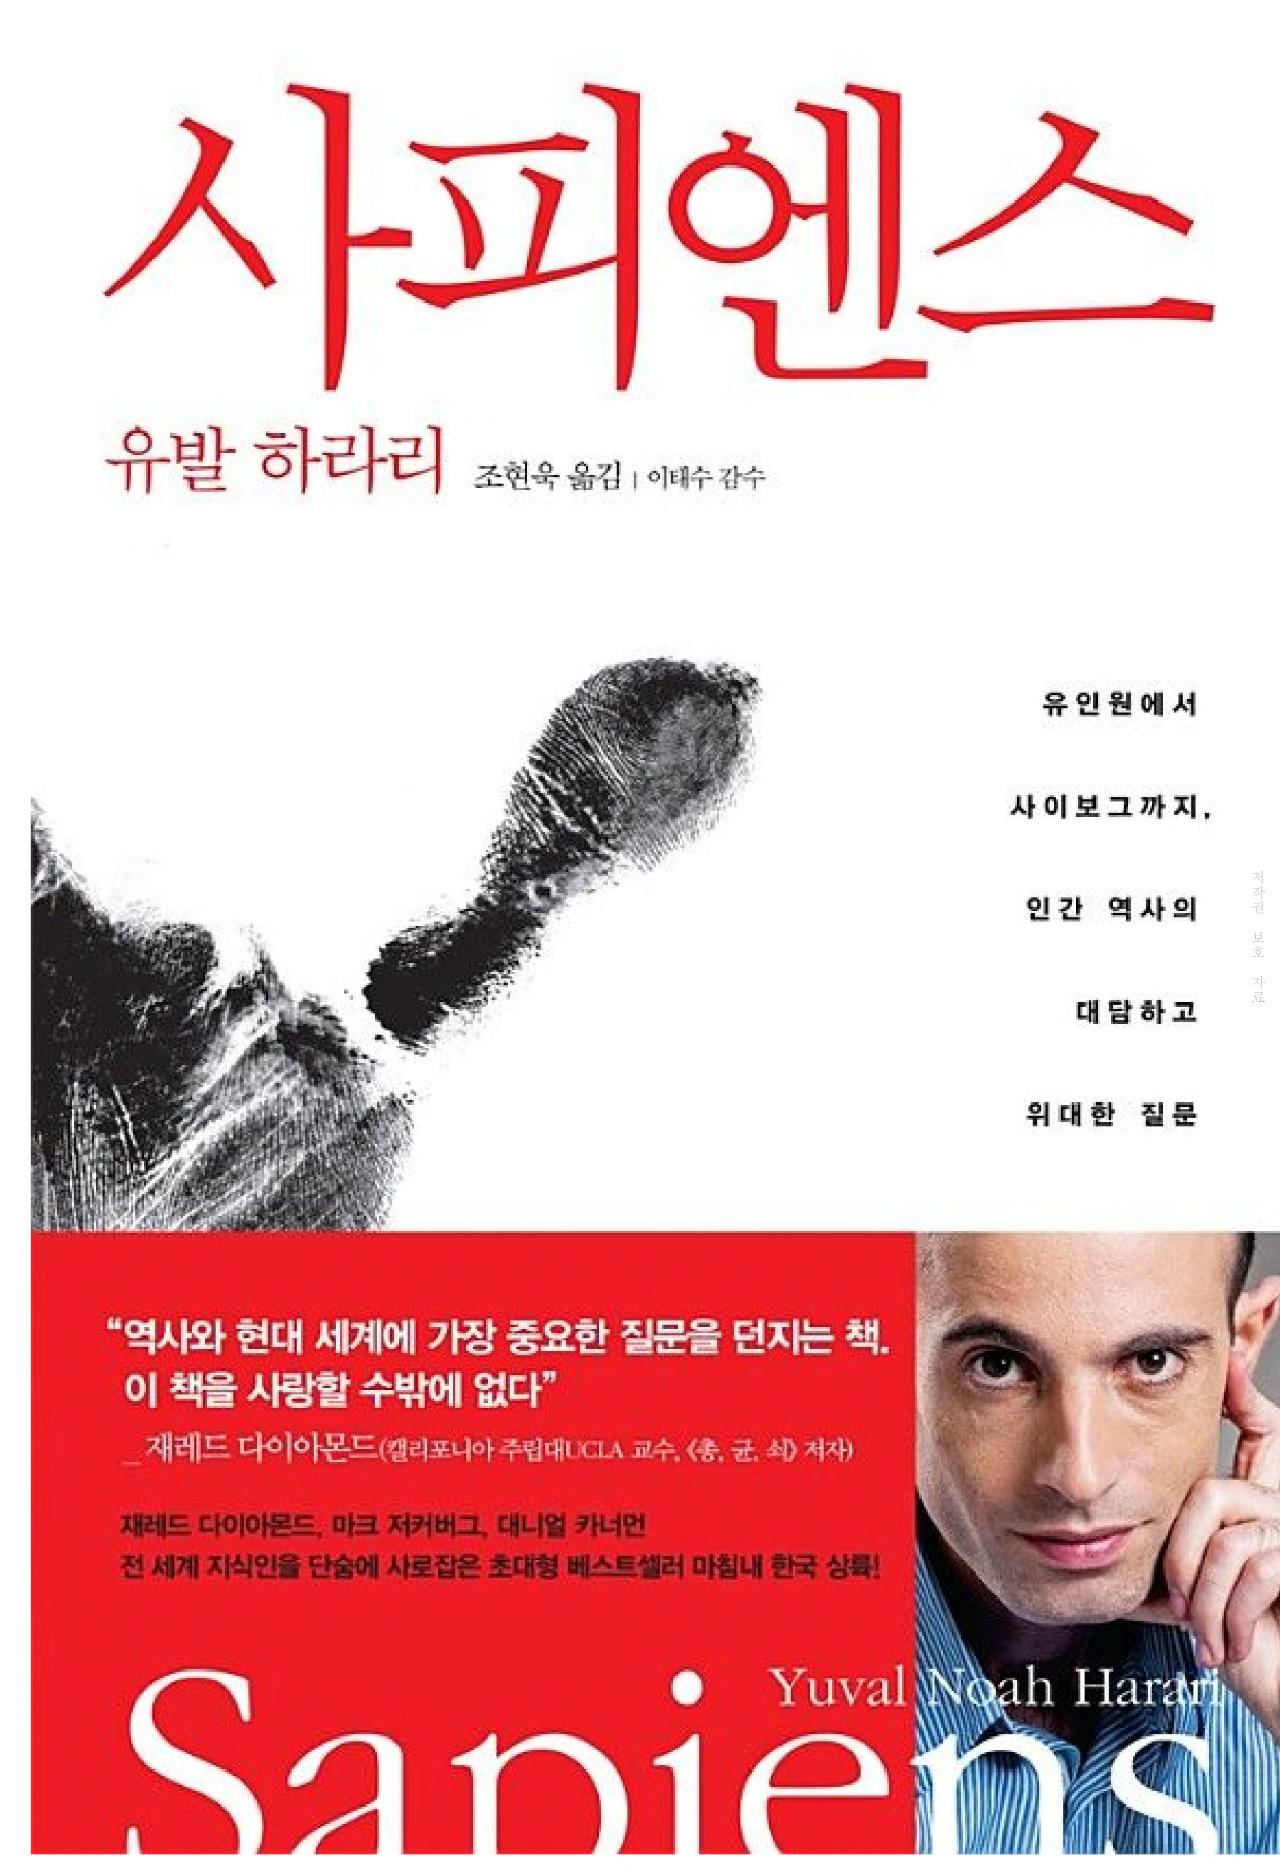 사피엔스
유발 하라리 조현욱 옮김 | 이태수 감수
유인원에서
사이보그까지,
인간 역사의
대담하고
위대한 질문
저작권 보호 자료
“역사와 현대 세계에 가장 중요한 질문을 던지는 책.
이 책을 사랑할 수밖에 없다”
_재레드 다이아몬드(캘리포니아 주립대UCLA 교수, 《총, 균, 쇠》 저자)
재레드 다이아몬드, 마크 저커버그, 대니얼 카너먼
전 세계 지식인을 단숨에 사로잡은 초대형 베스트셀러 마침내 한국 상륙!
Yuval Noah Harari
Sapiens